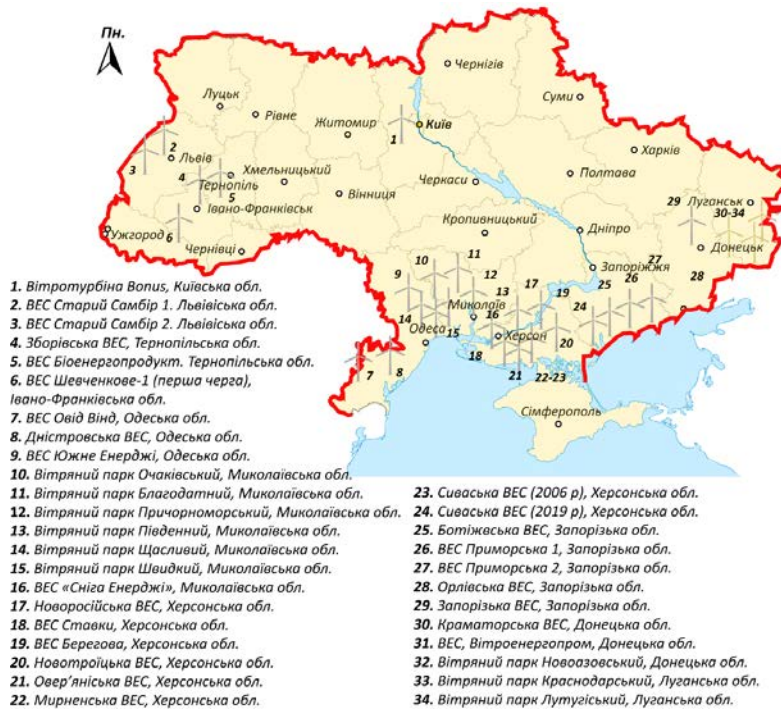 Пн.
Чернігів
Луцьк
Рівне
Суми
Житомир
Київ
1
2
3
Львів
Харків
4
Тернопіль
5
Хмельницький
Полтава
Черкаси
Вінниця
29
Луганськ
30-34
Івано-Франківськ
Кропивницький
Дніпро
Ужгород
6
Чернівці
Донецьк
27
Запоріжжя
28
11
10
9
12
13
17
19
25
26
Миколаїв
16
24
14
15
Херсон
20
Одеса
18
21
22-23
7
8
Сімферополь
1. Вітротурбіна Bonus, Київська обл.
2. ВЕС Старий Самбір 1. Львівіська обл.
3. ВЕС Старий Самбір 2. Львівіська обл.
4. Зборівська ВЕС, Тернопільська обл.
5. ВЕС Біоенергопродукт. Тернопільська обл.
6. ВЕС Шевченкове-1 (перша черга),
Івано-Франківська обл.
7. ВЕС Овід Вінд, Одеська обл.
8. Дністровська ВЕС, Одеська обл.
9. ВЕС Южне Енерджі, Одеська обл.
10. Вітряний парк Очаківський, Миколаївська обл.
11. Вітряний парк Благодатний, Миколаївська обл.
12. Вітряний парк Причорноморський, Миколаївська обл.
13. Вітряний парк Південний, Миколаївська обл.
14. Вітряний парк Щасливий, Миколаївська обл.
15. Вітряний парк Швидкий, Миколаївська обл.
16. ВЕС «Сніга Енерджі», Миколаївська обл.
17. Новоросійська ВЕС, Херсонська обл.
18. ВЕС Ставки, Херсонська обл.
19. ВЕС Берегова, Херсонська обл.
20. Новотроїцька ВЕС, Херсонська обл.
21. Овер’яніська ВЕС, Херсонська обл.
22. Мирненська ВЕС, Херсонська обл.
23. Сиваська ВЕС (2006 р), Херсонська обл.
24. Сиваська ВЕС (2019 р), Херсонська обл.
25. Ботіжвська ВЕС, Запорізька обл.
26. ВЕС Приморська 1, Запорізька обл.
27. ВЕС Приморська 2, Запорізька обл.
28. Орлівська ВЕС, Запорізька обл.
29. Запорізька ВЕС, Запорізька обл.
30. Краматорська ВЕС, Донецька обл.
31. ВЕС, Вітроенергопром, Донецька обл.
32. Вітряний парк Новоазовський, Донецька обл.
33. Вітряний парк Краснодарський, Луганська обл.
34. Вітряний парк Лутугіський, Луганська обл.